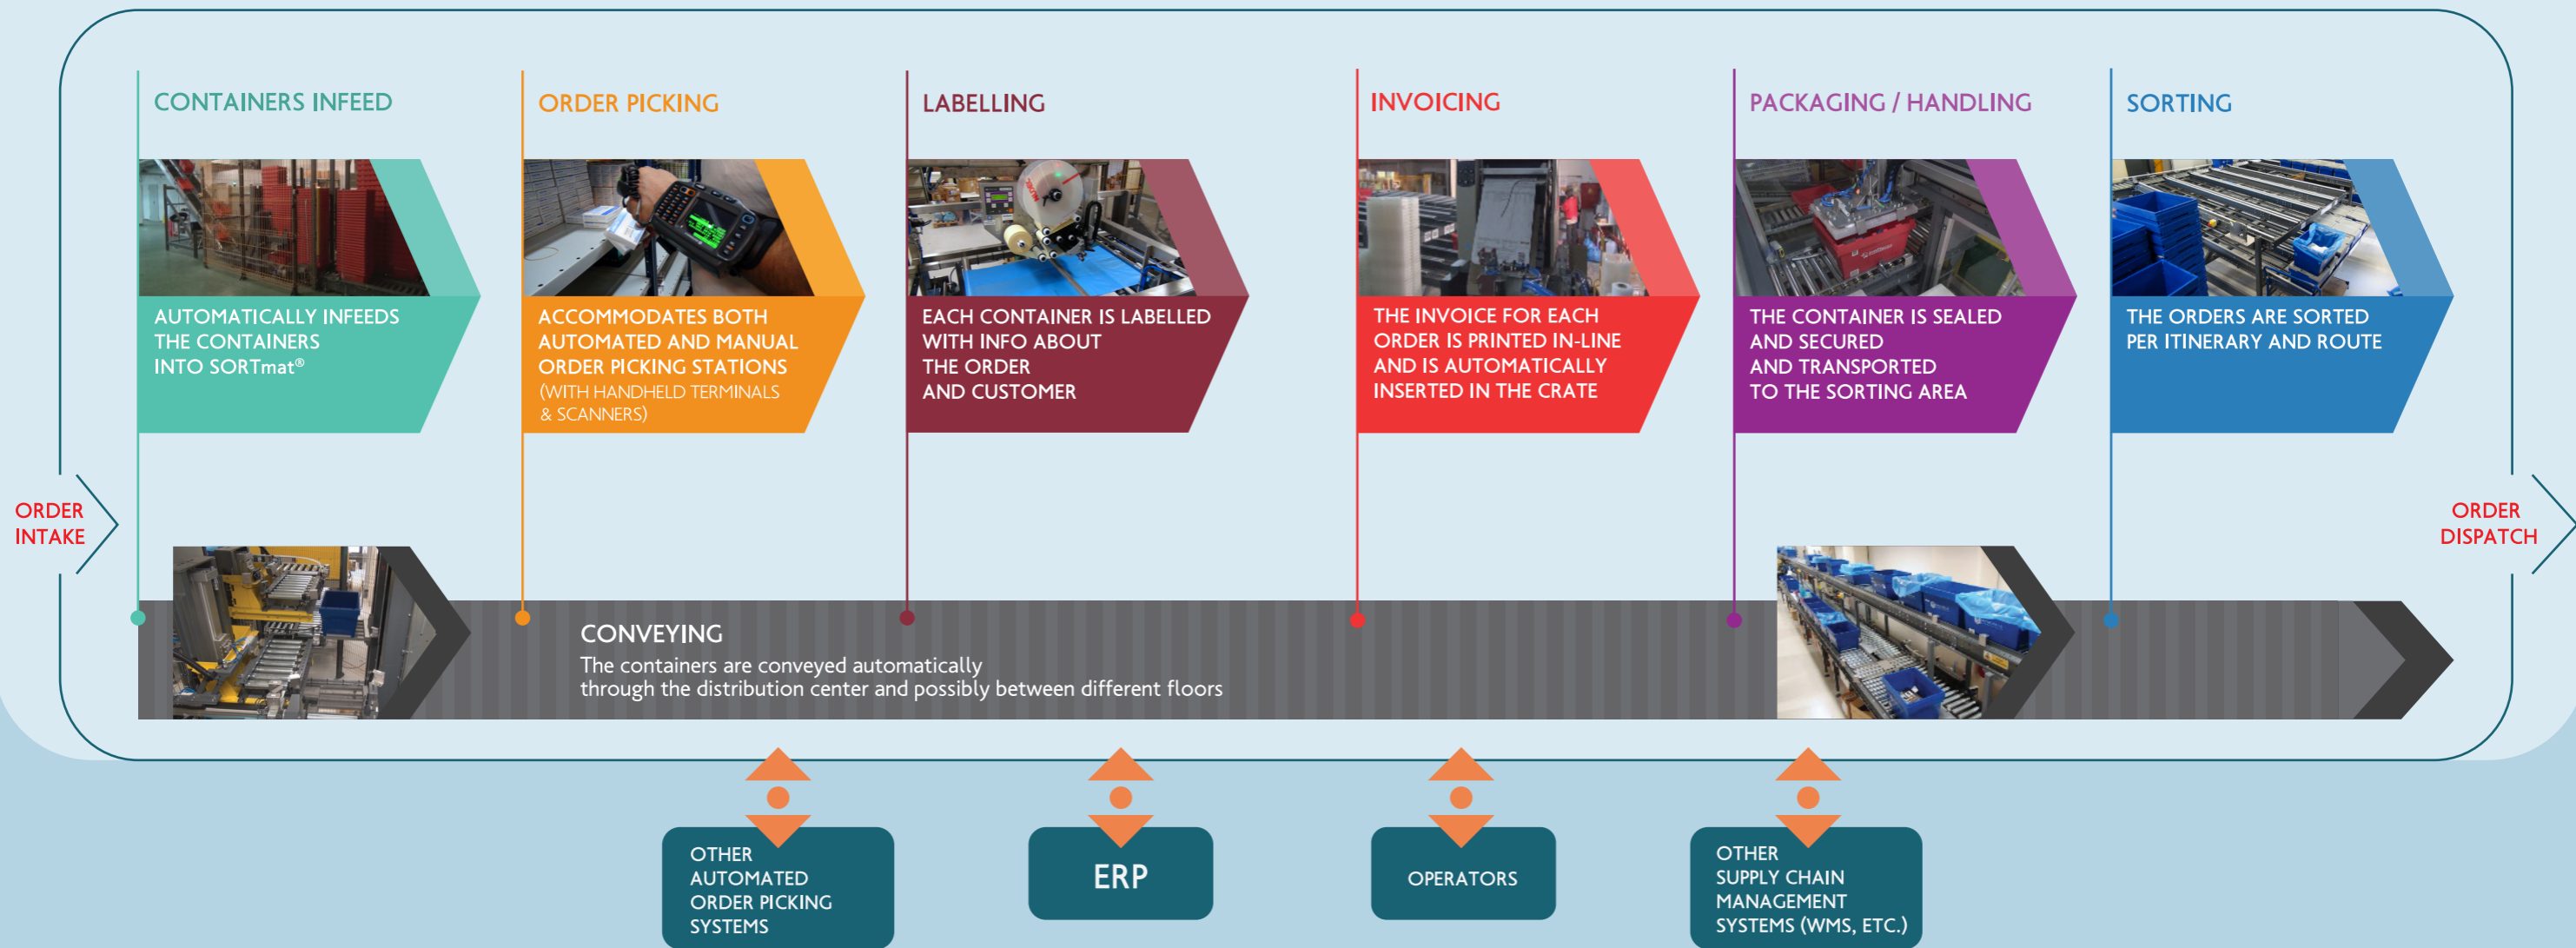 CONTAINERS INFEED
AUTOMATICALLY INFEEDS
THE CONTAINERS
INTO SORTmat®
ORDER PICKING
ACCOMMODATES BOTH
AUTOMATED AND MANUAL
ORDER PICKING STATIONS
(WITH HANDHELD TERMINALS
& SCANNERS)
LABELLING
EACH CONTAINER IS LABELLED
WITH INFO ABOUT
THE ORDER
AND CUSTOMER
INVOICING
THE INVOICE FOR EACH
ORDER IS PRINTED IN-LINE
AND IS AUTOMATICALLY
INSERTED IN THE CRATE
PACKAGING / HANDLING
THE CONTAINER IS SEALED
AND SECURED
AND TRANSPORTED
TO THE SORTING AREA
SORTING
THE ORDERS ARE SORTED
PER ITINERARY AND ROUTE
ORDER
INTAKE
ORDER
DISPATCH
CONVEYING
The containers are conveyed automatically
through the distribution center and possibly between different floors
OTHER
AUTOMATED
ORDER PICKING
SYSTEMS
ERP
OPERATORS
OTHER
SUPPLY CHAIN
MANAGEMENT
SYSTEMS (WMS, ETC.)